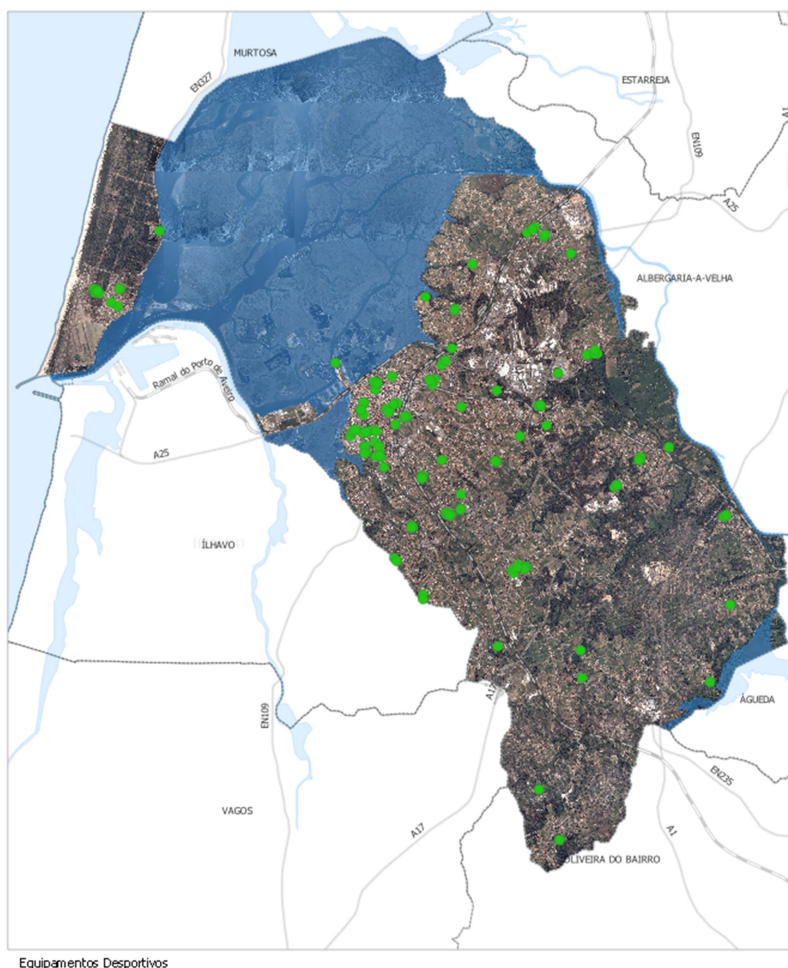 MURTOSA
EN327
ESTARREJA
A1
EN109
A25
ALBERGARIA-A-VELHA
Ramal do Porto de Aveiro
A25
ÍLHAVO
A17
ÁGUEDA
EN109
EN235
VAGOS
A17
A1
OLIVEIRA DO BAIRRO
Equipamentos Desportivos